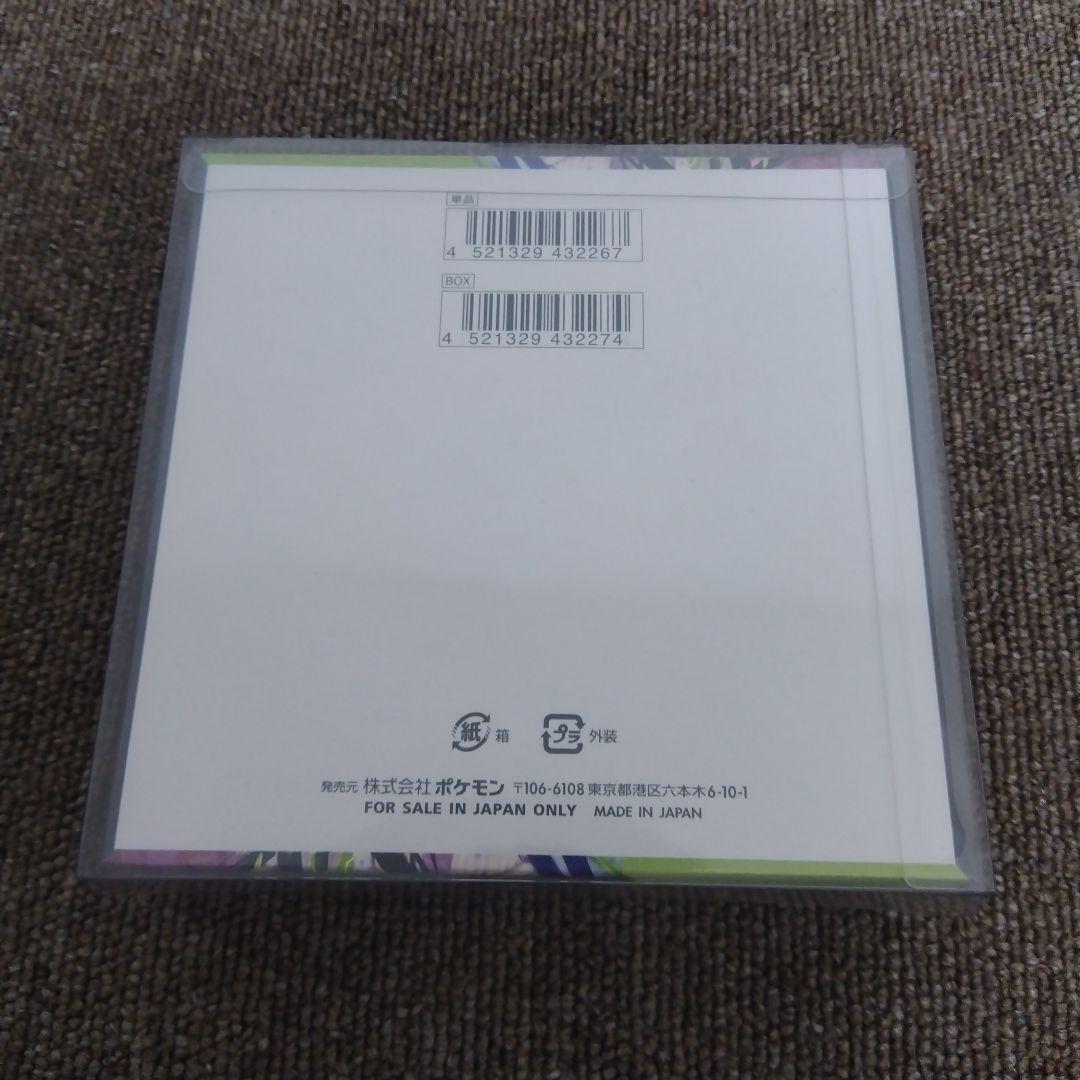 単品
4 521329 432267
BOX
4 521329 432274
紙 箱 プラ 外装
発売元 株式会社 ポケモン 〒106-6108 東京都港区六本木6-10-1
FOR SALE IN JAPAN ONLY MADE IN JAPAN